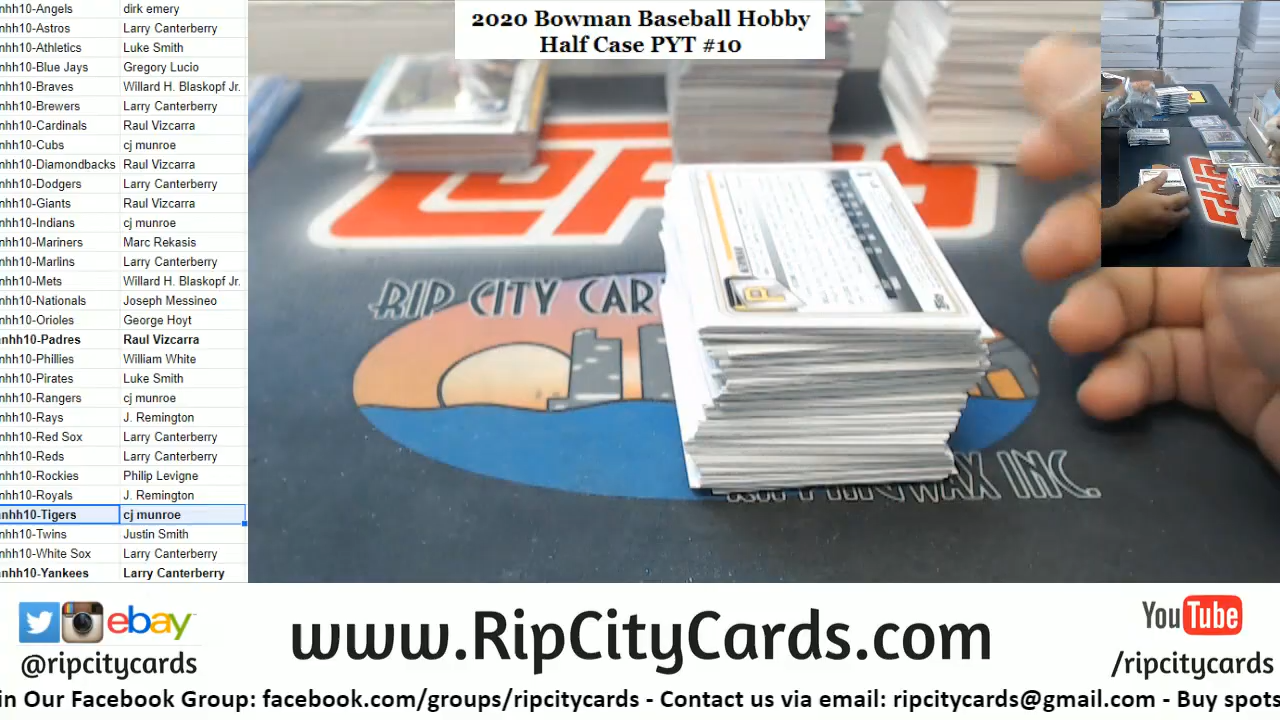 2020 Bowman Baseball Hobby
Half Case PYT #10
nhh10-Angels dirk emery
nhh10-Astros Larry Canterberry
nhh10-Athletics Luke Smith
nhh10-Blue Jays Gregory Lucio
nhh10-Braves Willard H. Blaskopf Jr.
nhh10-Brewers Larry Canterberry
nhh10-Cardinals Raul Vizcarra
nhh10-Cubs cj munroe
nhh10-Diamondbacks Raul Vizcarra
nhh10-Dodgers Larry Canterberry
nhh10-Giants Raul Vizcarra
nhh10-Indians cj munroe
nhh10-Mariners Marc Rekasis
nhh10-Marlins Larry Canterberry
nhh10-Mets Willard H. Blaskopf Jr.
nhh10-Nationals Joseph Messineo
nhh10-Orioles George Hoyt
anhh10-Padres Raul Vizcarra
nhh10-Phillies William White
nhh10-Pirates Luke Smith
nhh10-Rangers cj munroe
nhh10-Rays J. Remington
nhh10-Red Sox Larry Canterberry
nhh10-Reds Larry Canterberry
nhh10-Rockies Philip Levigne
nhh10-Royals J. Remington
anhh10-Tigers cj munroe
nhh10-Twins Justin Smith
nhh10-White Sox Larry Canterberry
anhh10-Yankees Larry Canterberry
RIP CITY CAR
WAX INC.
ebay
@ripcitycards
www.RipCityCards.com
YouTube
/ripcitycards
in Our Facebook Group: facebook.com/groups/ripcitycards - Contact us via email: ripcitycards@gmail.com - Buy spots